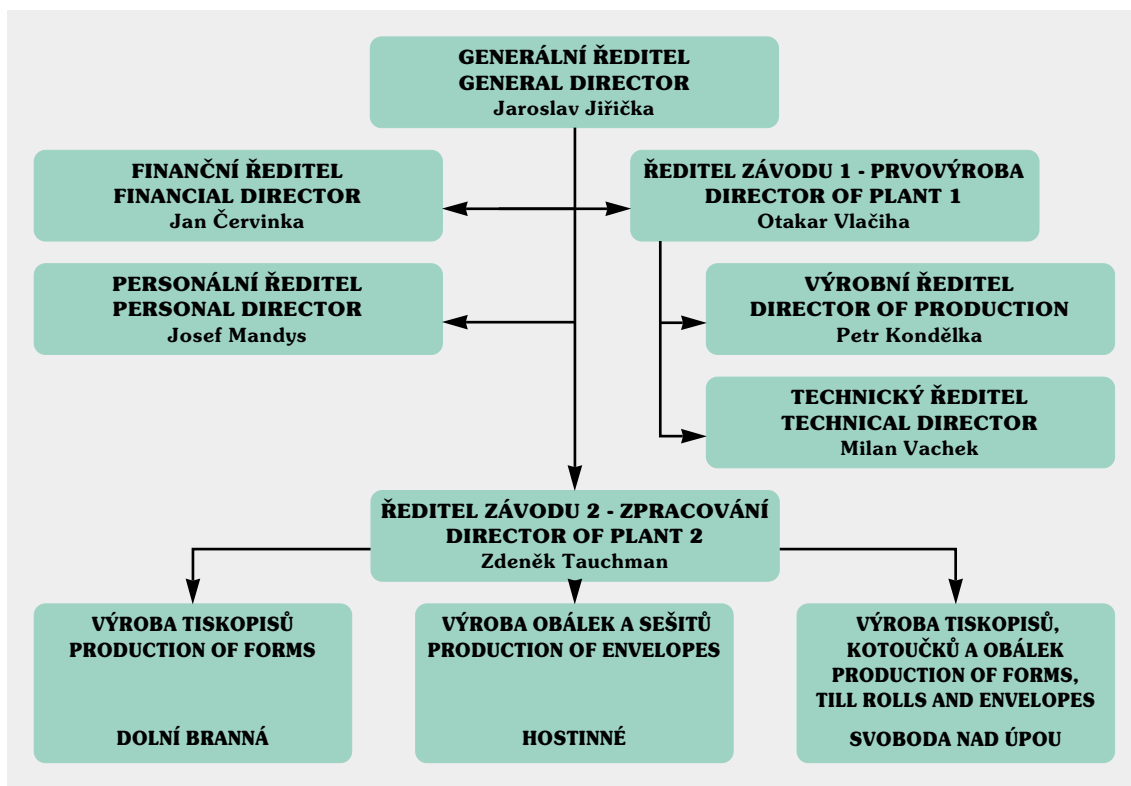 GENERÁLNÍ ŘEDITEL
GENERAL DIRECTOR
Jaroslav Jiřička
FINANČNÍ ŘEDITEL
FINANCIAL DIRECTOR
Jan Červinka
ŘEDITEL ZÁVODU 1 - PRVOVÝROBA
DIRECTOR OF PLANT 1
Otakar Vlačiha
PERSONÁLNÍ ŘEDITEL
PERSONAL DIRECTOR
Josef Mandys
VÝROBNÍ ŘEDITEL
DIRECTOR OF PRODUCTION
Petr Kondělka
TECHNICKÝ ŘEDITEL
TECHNICAL DIRECTOR
Milan Vachek
ŘEDITEL ZÁVODU 2 - ZPRACOVÁNÍ
DIRECTOR OF PLANT 2
Zdeněk Tauchman
VÝROBA TISKOPISŮ
PRODUCTION OF FORMS
DOLNÍ BRANNÁ
VÝROBA OBÁLEK A SEŠITŮ
PRODUCTION OF ENVELOPES
HOSTINNÉ
VÝROBA TISKOPISŮ,
KOTOUČKŮ A OBÁLEK
PRODUCTION OF FORMS,
TILL ROLLS AND ENVELOPES
SVOBODA NAD ÚPOU